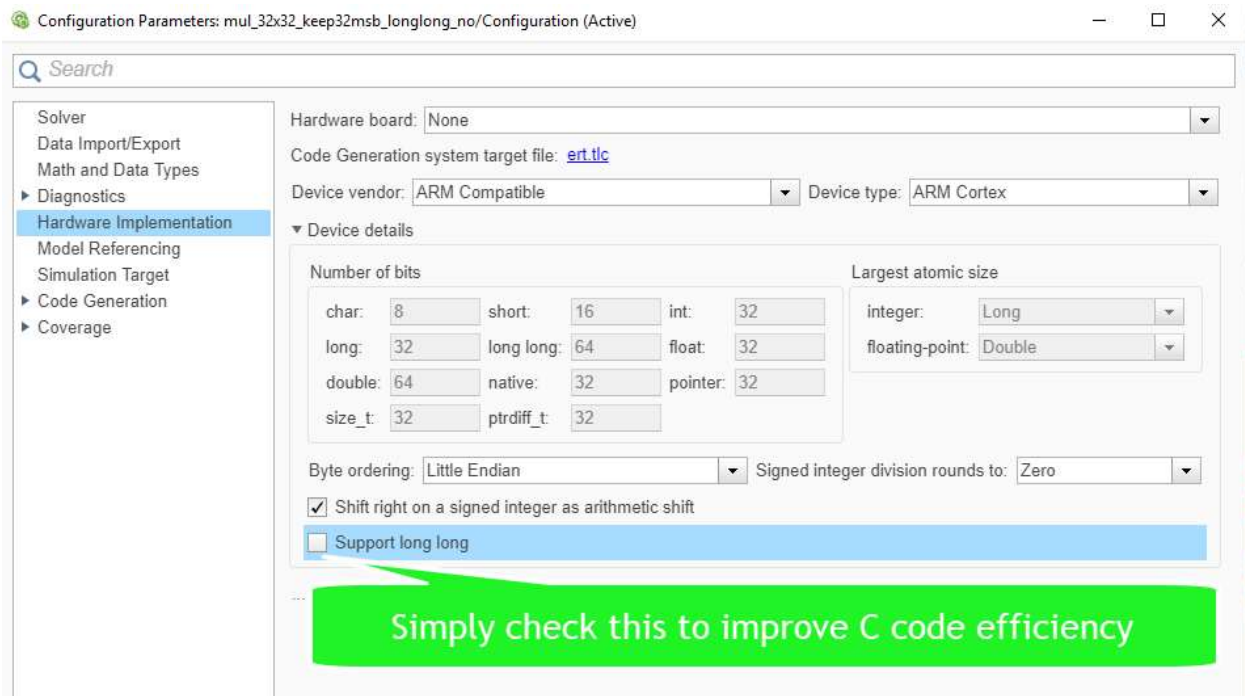 Configuration Parameters: mul_32x32_keep32msb_longlong_no/Configuration (Active)
Search
Solver
Data Import/Export
Math and Data Types
Diagnostics
Hardware Implementation
Model Referencing
Simulation Target
Code Generation
Coverage
Hardware board: None
Code Generation system target file: ert.tlc
Device vendor: ARM Compatible Device type: ARM Cortex
Device details
Number of bits
char: 8 short: 16 int: 32
long: 32 long long: 64 float: 32
double: 64 native: 32 pointer: 32
size_t: 32 ptrdiff_t: 32
Largest atomic size
integer: Long
floating-point: Double
Byte ordering: Little Endian Signed integer division rounds to: Zero
Shift right on a signed integer as arithmetic shift
Support long long
...
Simply check this to improve C code efficiency